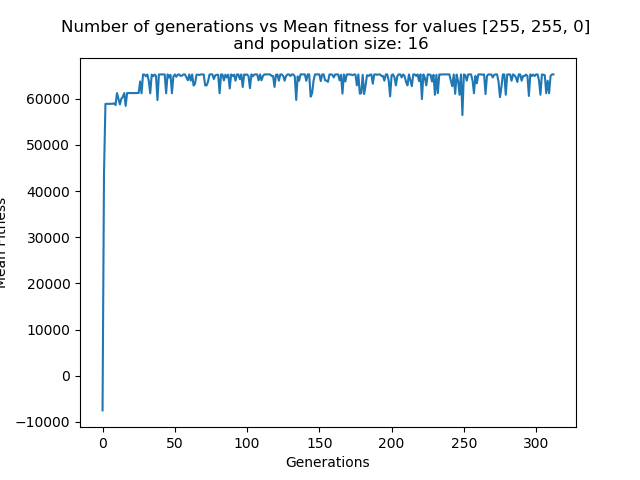 Number of generations vs Mean fitness for values [255, 255, 0]
and population size: 16
60000
50000
40000
30000
20000
10000
0
−10000
Mean Fitness
0 50 100 150 200 250 300
Generations